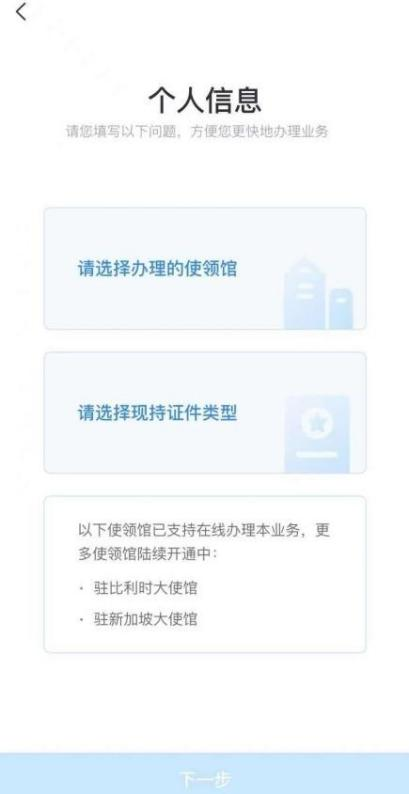 个人信息
请您填写以下问题，方便您更快地办理业务
请选择办理的使领馆
请选择现持证件类型
以下使领馆已支持在线办理本业务，更
多使领馆陆续开通中：
· 驻比利时大使馆
· 驻新加坡大使馆
下一步